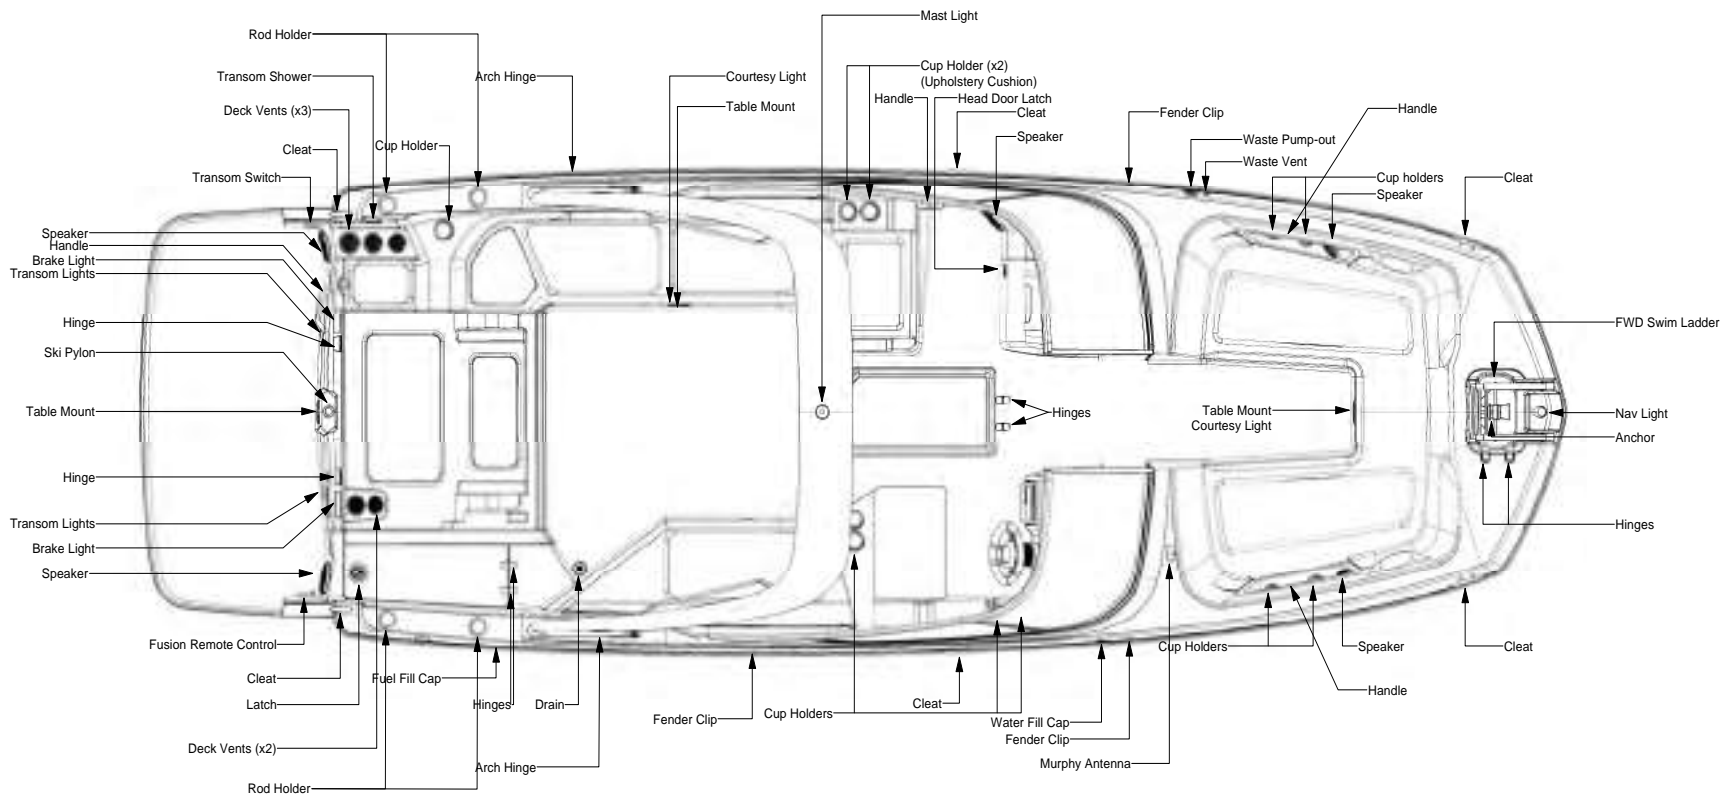 Mast Light
Rod Holder
Transom Shower
Arch Hinge
Courtesy Light
Cup Holder (x2)
(Upholstery Cushion)
Deck Vents (x3)
Table Mount
Handle
Head Door Latch
Cleat
Fender Clip
Handle
Cleat
Cup Holder
Speaker
Waste Pump-out
Waste Vent
Transom Switch
Cup holders
Speaker
Cleat
Speaker
Handle
Brake Light
Transom Lights
Hinge
FWD Swim Ladder
Ski Pylon
Table Mount
Hinges
Table Mount
Courtesy Light
Nav Light
Anchor
Hinge
Transom Lights
Hinges
Brake Light
Speaker
Fusion Remote Control
Cup Holders
Speaker
Cleat
Cleat
Fuel Fill Cap
Handle
Latch
Hinges
Drain
Fender Clip
Cup Holders
Cleat
Water Fill Cap
Fender Clip
Deck Vents (x2)
Arch Hinge
Murphy Antenna
Rod Holder